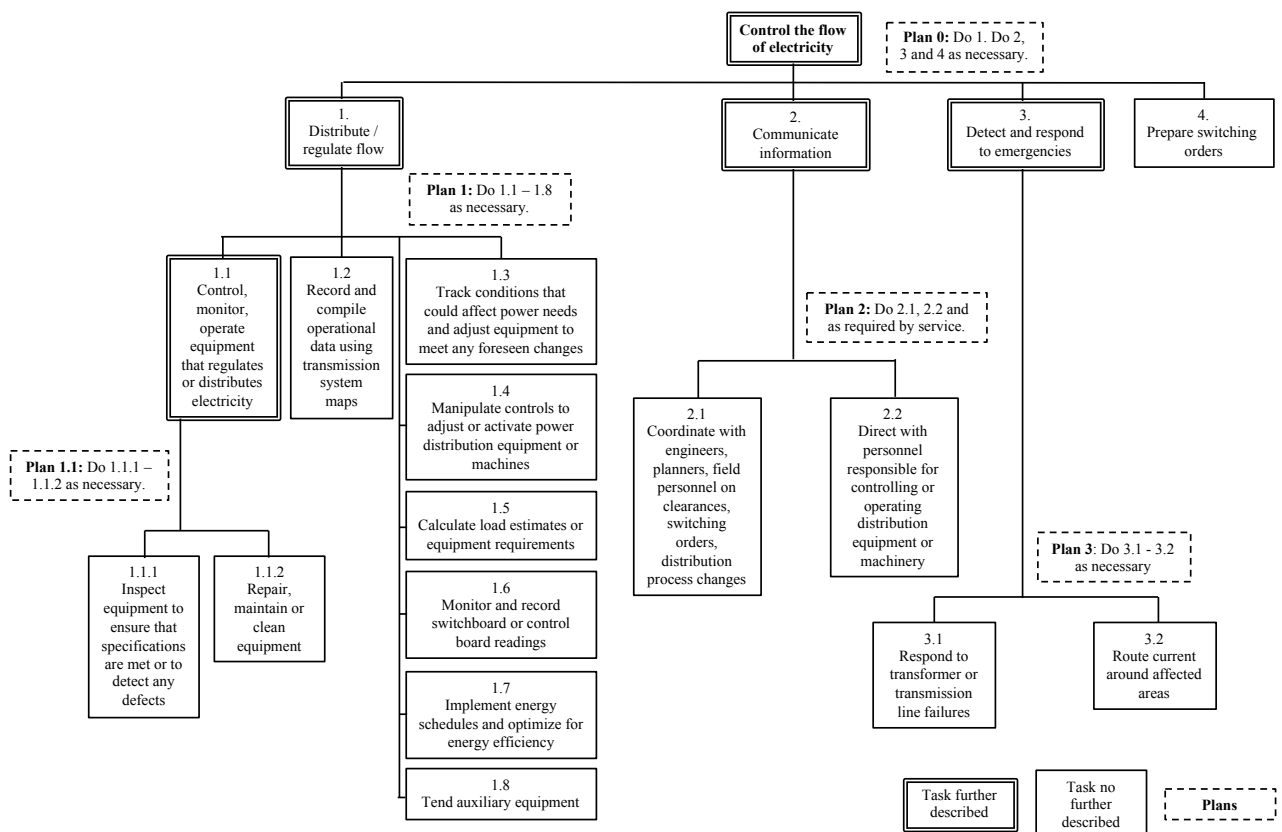 Control the flow
of electricity
Plan 0: Do 1. Do 2,
3 and 4 as necessary.
1.
Distribute /
regulate flow
2.
Communicate
information
3.
Detect and respond
to emergencies
4.
Prepare switching
orders
Plan 1: Do 1.1 – 1.8
as necessary.
1.1
Control,
monitor,
operate
equipment
that regulates
or distributes
electricity
1.2
Record and
compile
operational
data using
transmission
system
maps
1.3
Track conditions that
could affect power needs
and adjust equipment to
meet any foreseen changes
Plan 2: Do 2.1, 2.2 and
as required by service.
1.4
Manipulate controls to
adjust or activate power
distribution equipment or
machines
2.1
Coordinate with
engineers,
planners, field
personnel on
clearances,
switching
orders,
distribution
process changes
2.2
Direct with
personnel
responsible for
controlling or
operating
distribution
equipment or
machinery
Plan 1.1: Do 1.1.1 –
1.1.2 as necessary.
1.5
Calculate load estimates or
equipment requirements
Plan 3: Do 3.1 - 3.2
as necessary
1.1.1
Inspect
equipment to
ensure that
specifications
are met or to
detect any
defects
1.1.2
Repair,
maintain or
clean
equipment
1.6
Monitor and record
switchboard or control
board readings
3.1
Respond to
transformer or
transmission
line failures
3.2
Route current
around affected
areas
1.7
Implement energy
schedules and optimize for
energy efficiency
1.8
Tend auxiliary equipment
Task further
described
Task no
further
described
Plans